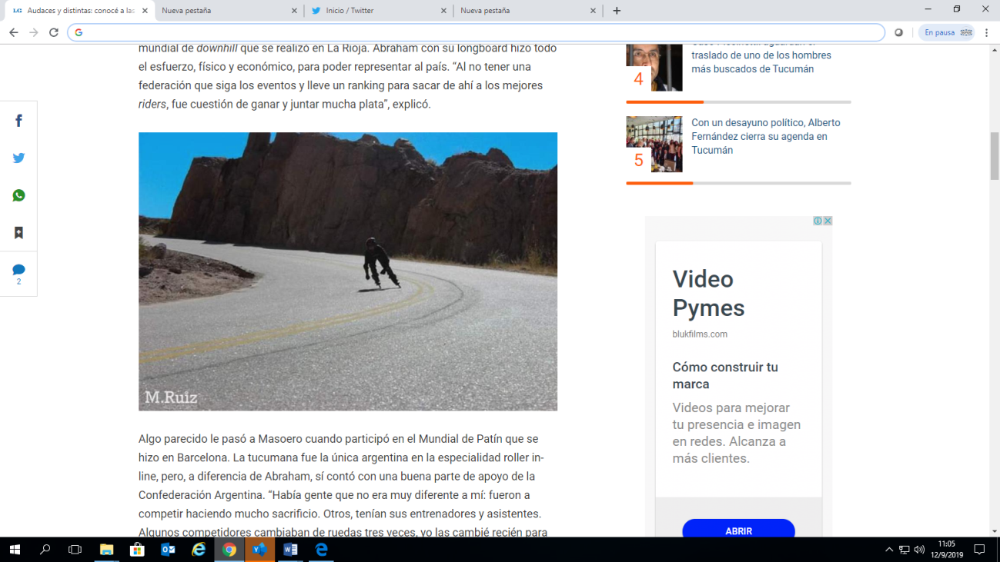 LG Audaces y distintas: conocé a las
Nueva pestaña
Inicio / Twitter
Nueva pestaña
En pausa
mundial de downhill que se realizó en La Rioja. Abraham con su longboard hizo todo
el esfuerzo, físico y económico, para poder representar al país. “Al no tener una
federación que siga los eventos y lleve un ranking para sacar de ahí a los mejores
riders, fue cuestión de ganar y juntar mucha plata”, explicó.
2
M.Ruiz
Algo parecido le pasó a Masoero cuando participó en el Mundial de Patín que se
hizo en Barcelona. La tucumana fue la única argentina en la especialidad roller in-
line, pero, a diferencia de Abraham, sí contó con una buena parte de apoyo de la
Confederación Argentina. “Había gente que no era muy diferente a mí: fueron a
competir haciendo mucho sacrificio. Otros, tenían sus entrenadores y asistentes.
Algunos competidores cambiaban de ruedas tres veces, yo las cambié recién para
traslado de uno de los hombres
más buscados de Tucumán
4
Con un desayuno político, Alberto
Fernández cierra su agenda en
Tucumán
5
Video
Pymes
blukfilms.com
Cómo construir tu
marca
Videos para mejorar
tu presencia e imagen
en redes. Alcanza a
más clientes.
ABRIR
11:05
12/9/2019